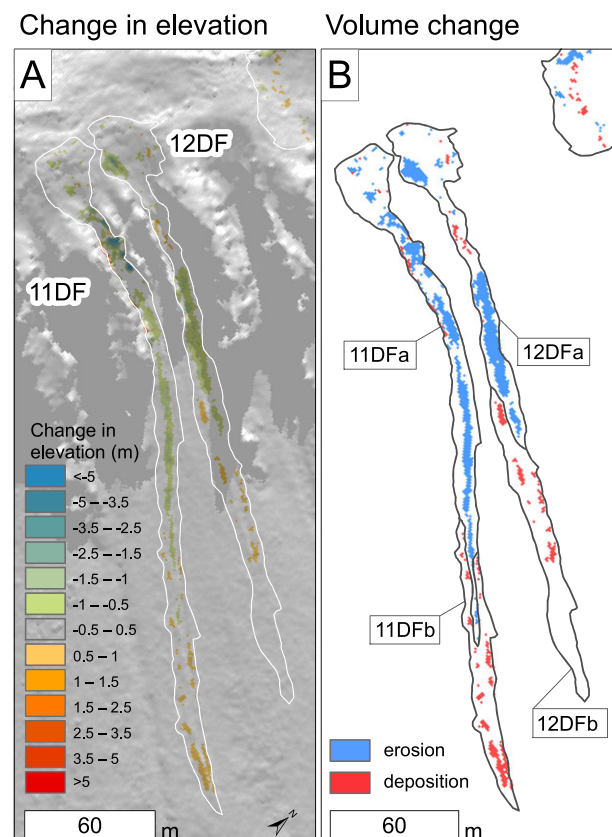 Change in elevation
Volume change
A
B
12DF
11DF
11DFa
12DFa
11DFb
12DFb
Change in
elevation (m)
<-5
-5 – -3.5
-3.5 – -2.5
-2.5 – -1.5
-1.5 – -1
-1 – -0.5
-0.5 – 0.5
0.5 – 1
1 – 1.5
1.5 – 2.5
2.5 – 3.5
3.5 – 5
>5
erosion
deposition
60 m
N
60 m